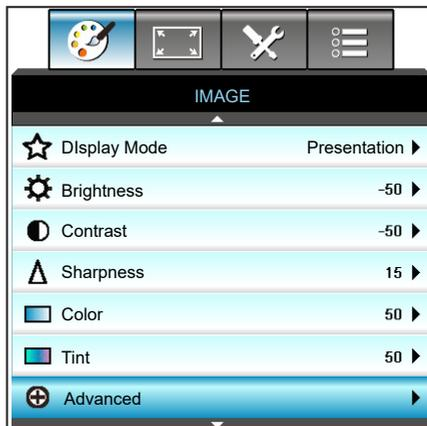 IMAGE
DIsplay Mode Presentation
Brightness -50
Contrast -50
Sharpness 15
Color 50
Tint 50
Advanced